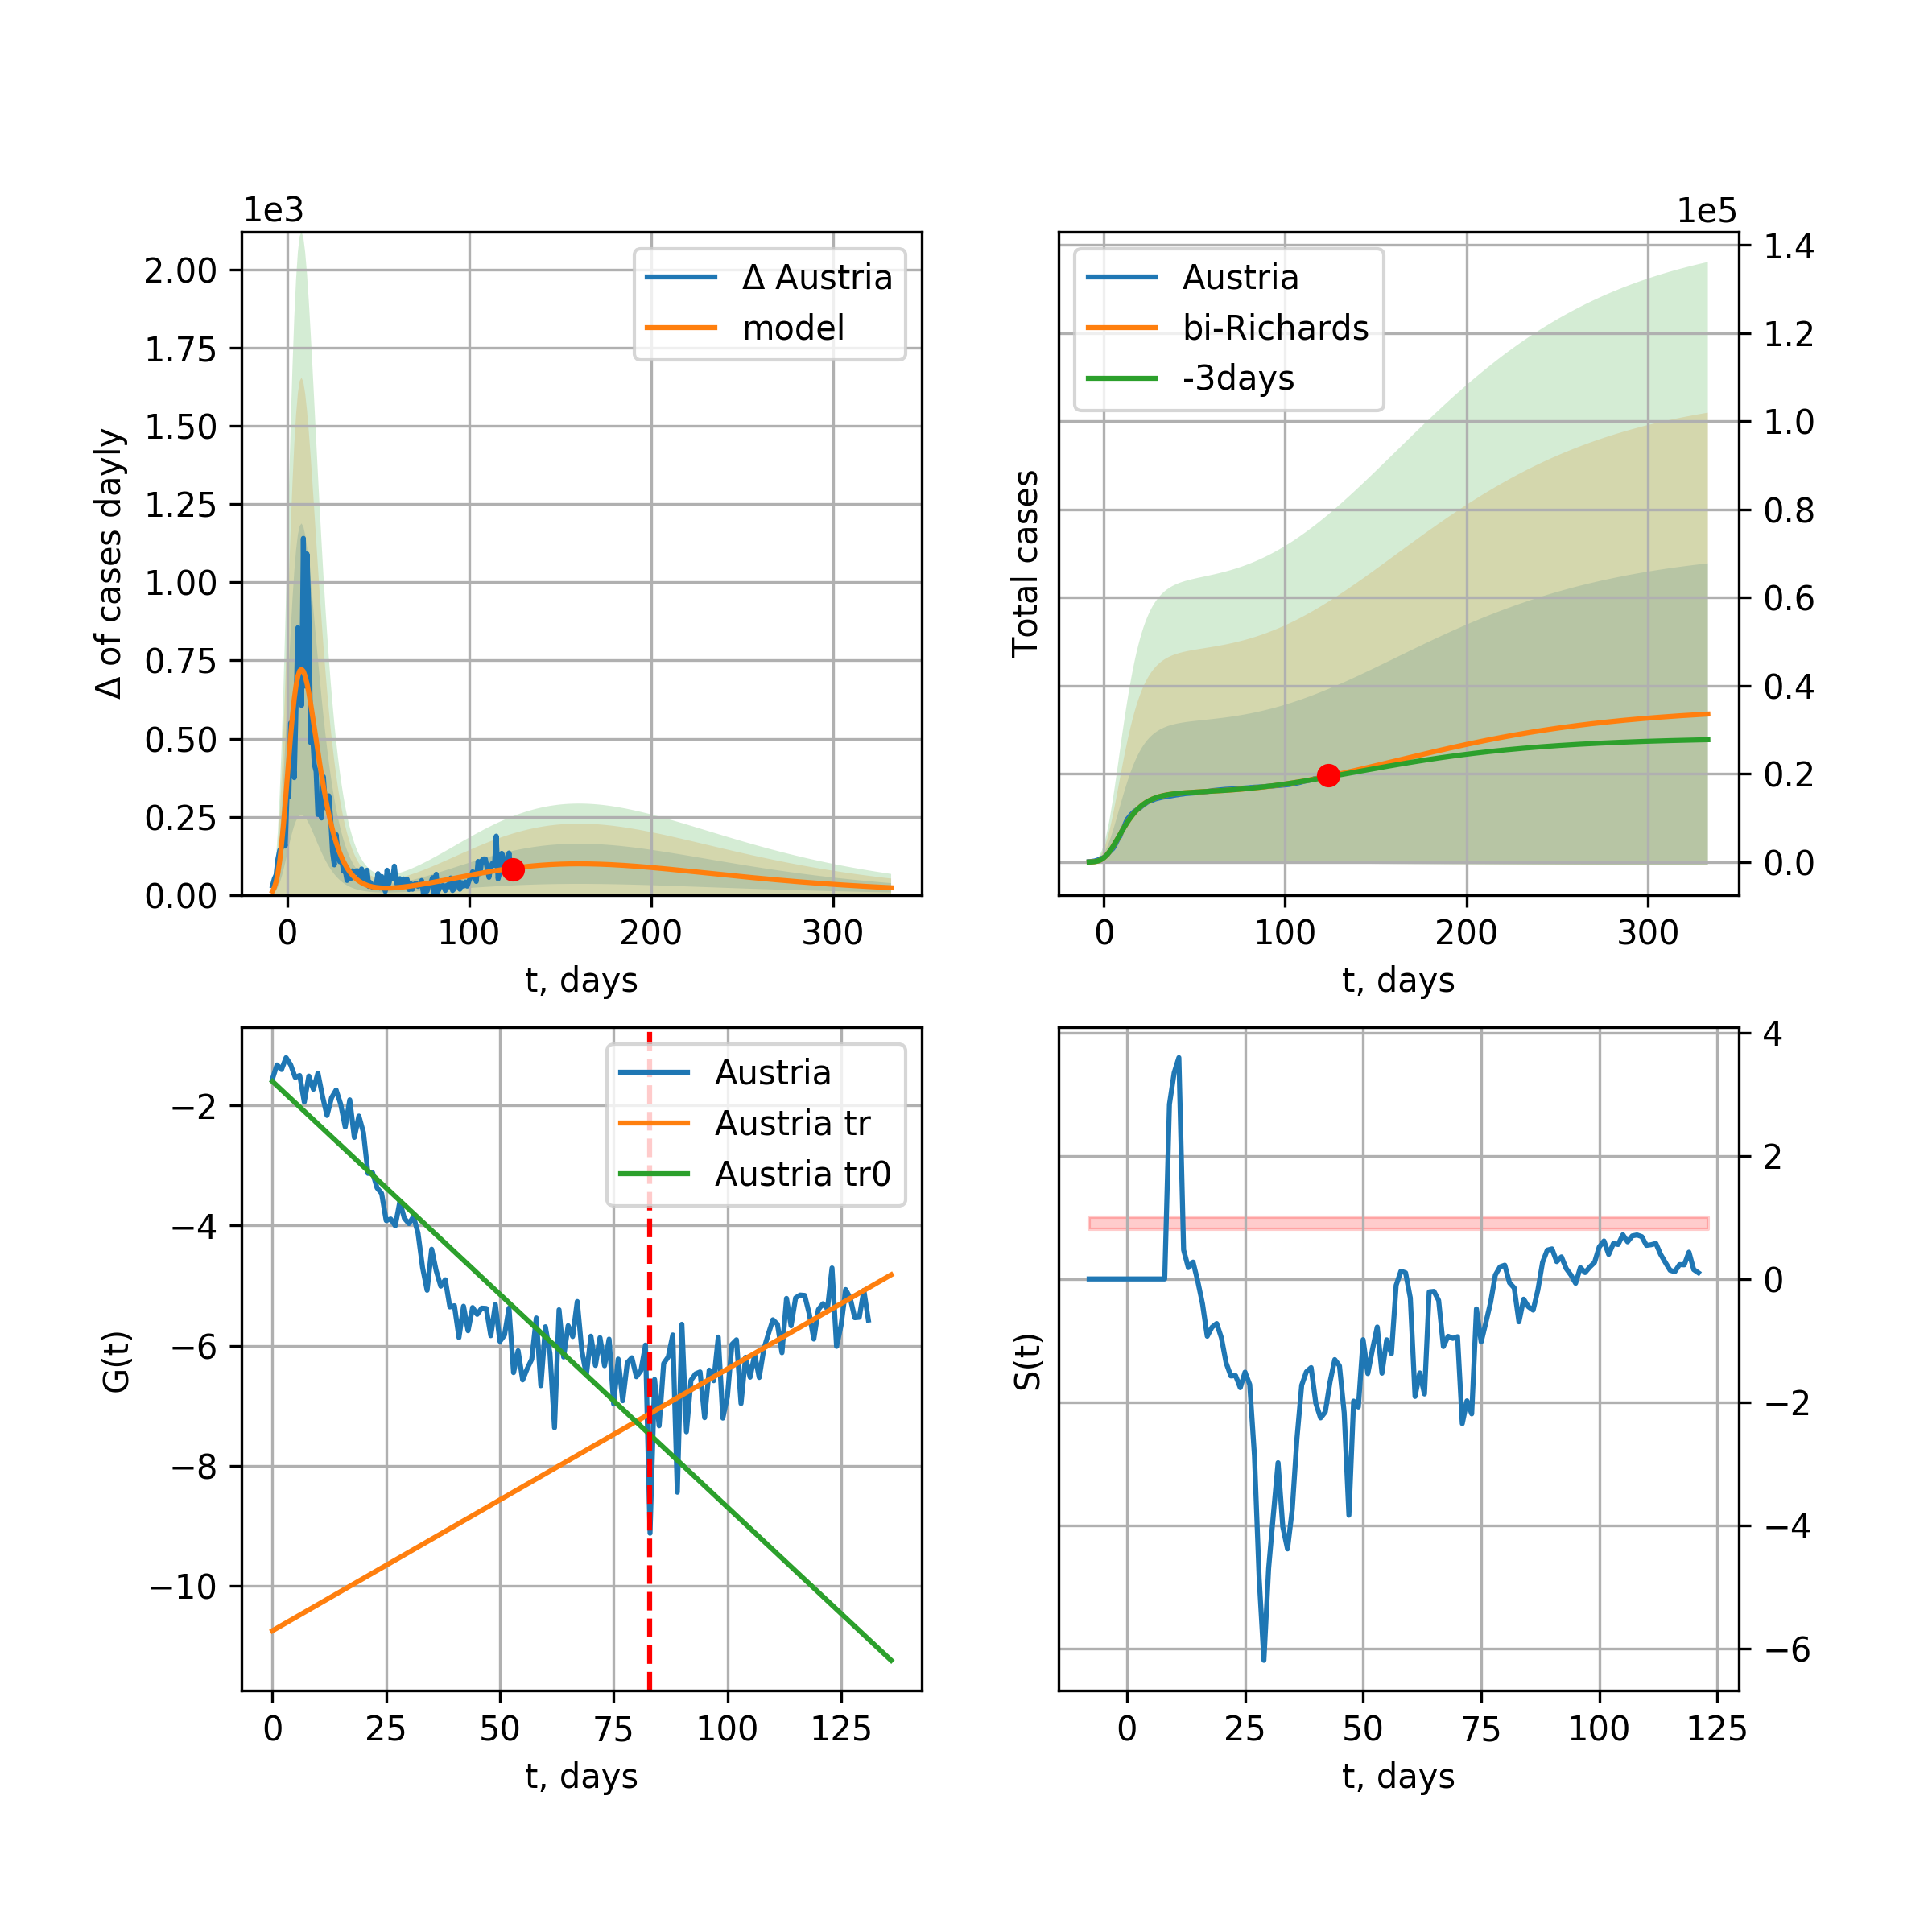 1e3
2.00
1.75
1.50
1.25
1.00
0.75
0.50
0.25
0.00
Δ of cases dayly
Δ Austria
model
0
100
200
300
t, days
1e5
1.4
1.2
1.0
0.8
0.6
0.4
0.2
0.0
Total cases
Austria
bi-Richards
-3days
0
100
200
300
t, days
−2
−4
−6
−8
−10
G(t)
Austria
Austria tr
Austria tr0
0
25
50
75
100
125
t, days
4
2
0
−2
−4
−6
S(t)
0
25
50
75
100
125
t, days